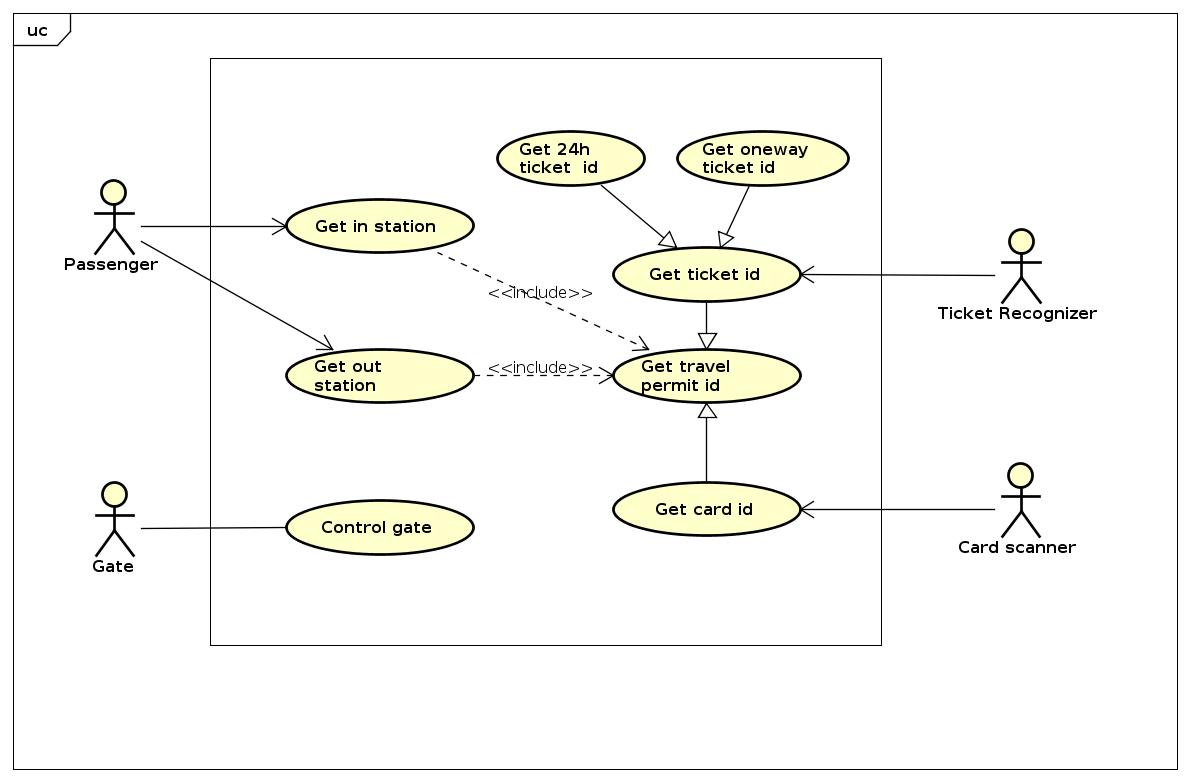 uc
Get 24h
ticket  id
Get oneway
ticket id
Passenger
Get in station
Get ticket id
Ticket Recognizer
<<include>>
Get out
station
<<include>>
Get travel
permit id
Gate
Control gate
Get card id
Card scanner